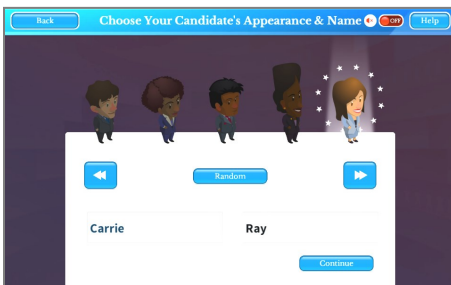 Back
Choose Your Candidate's Appearance & Name
OFF
Help
Random
Carrie
Ray
Continue